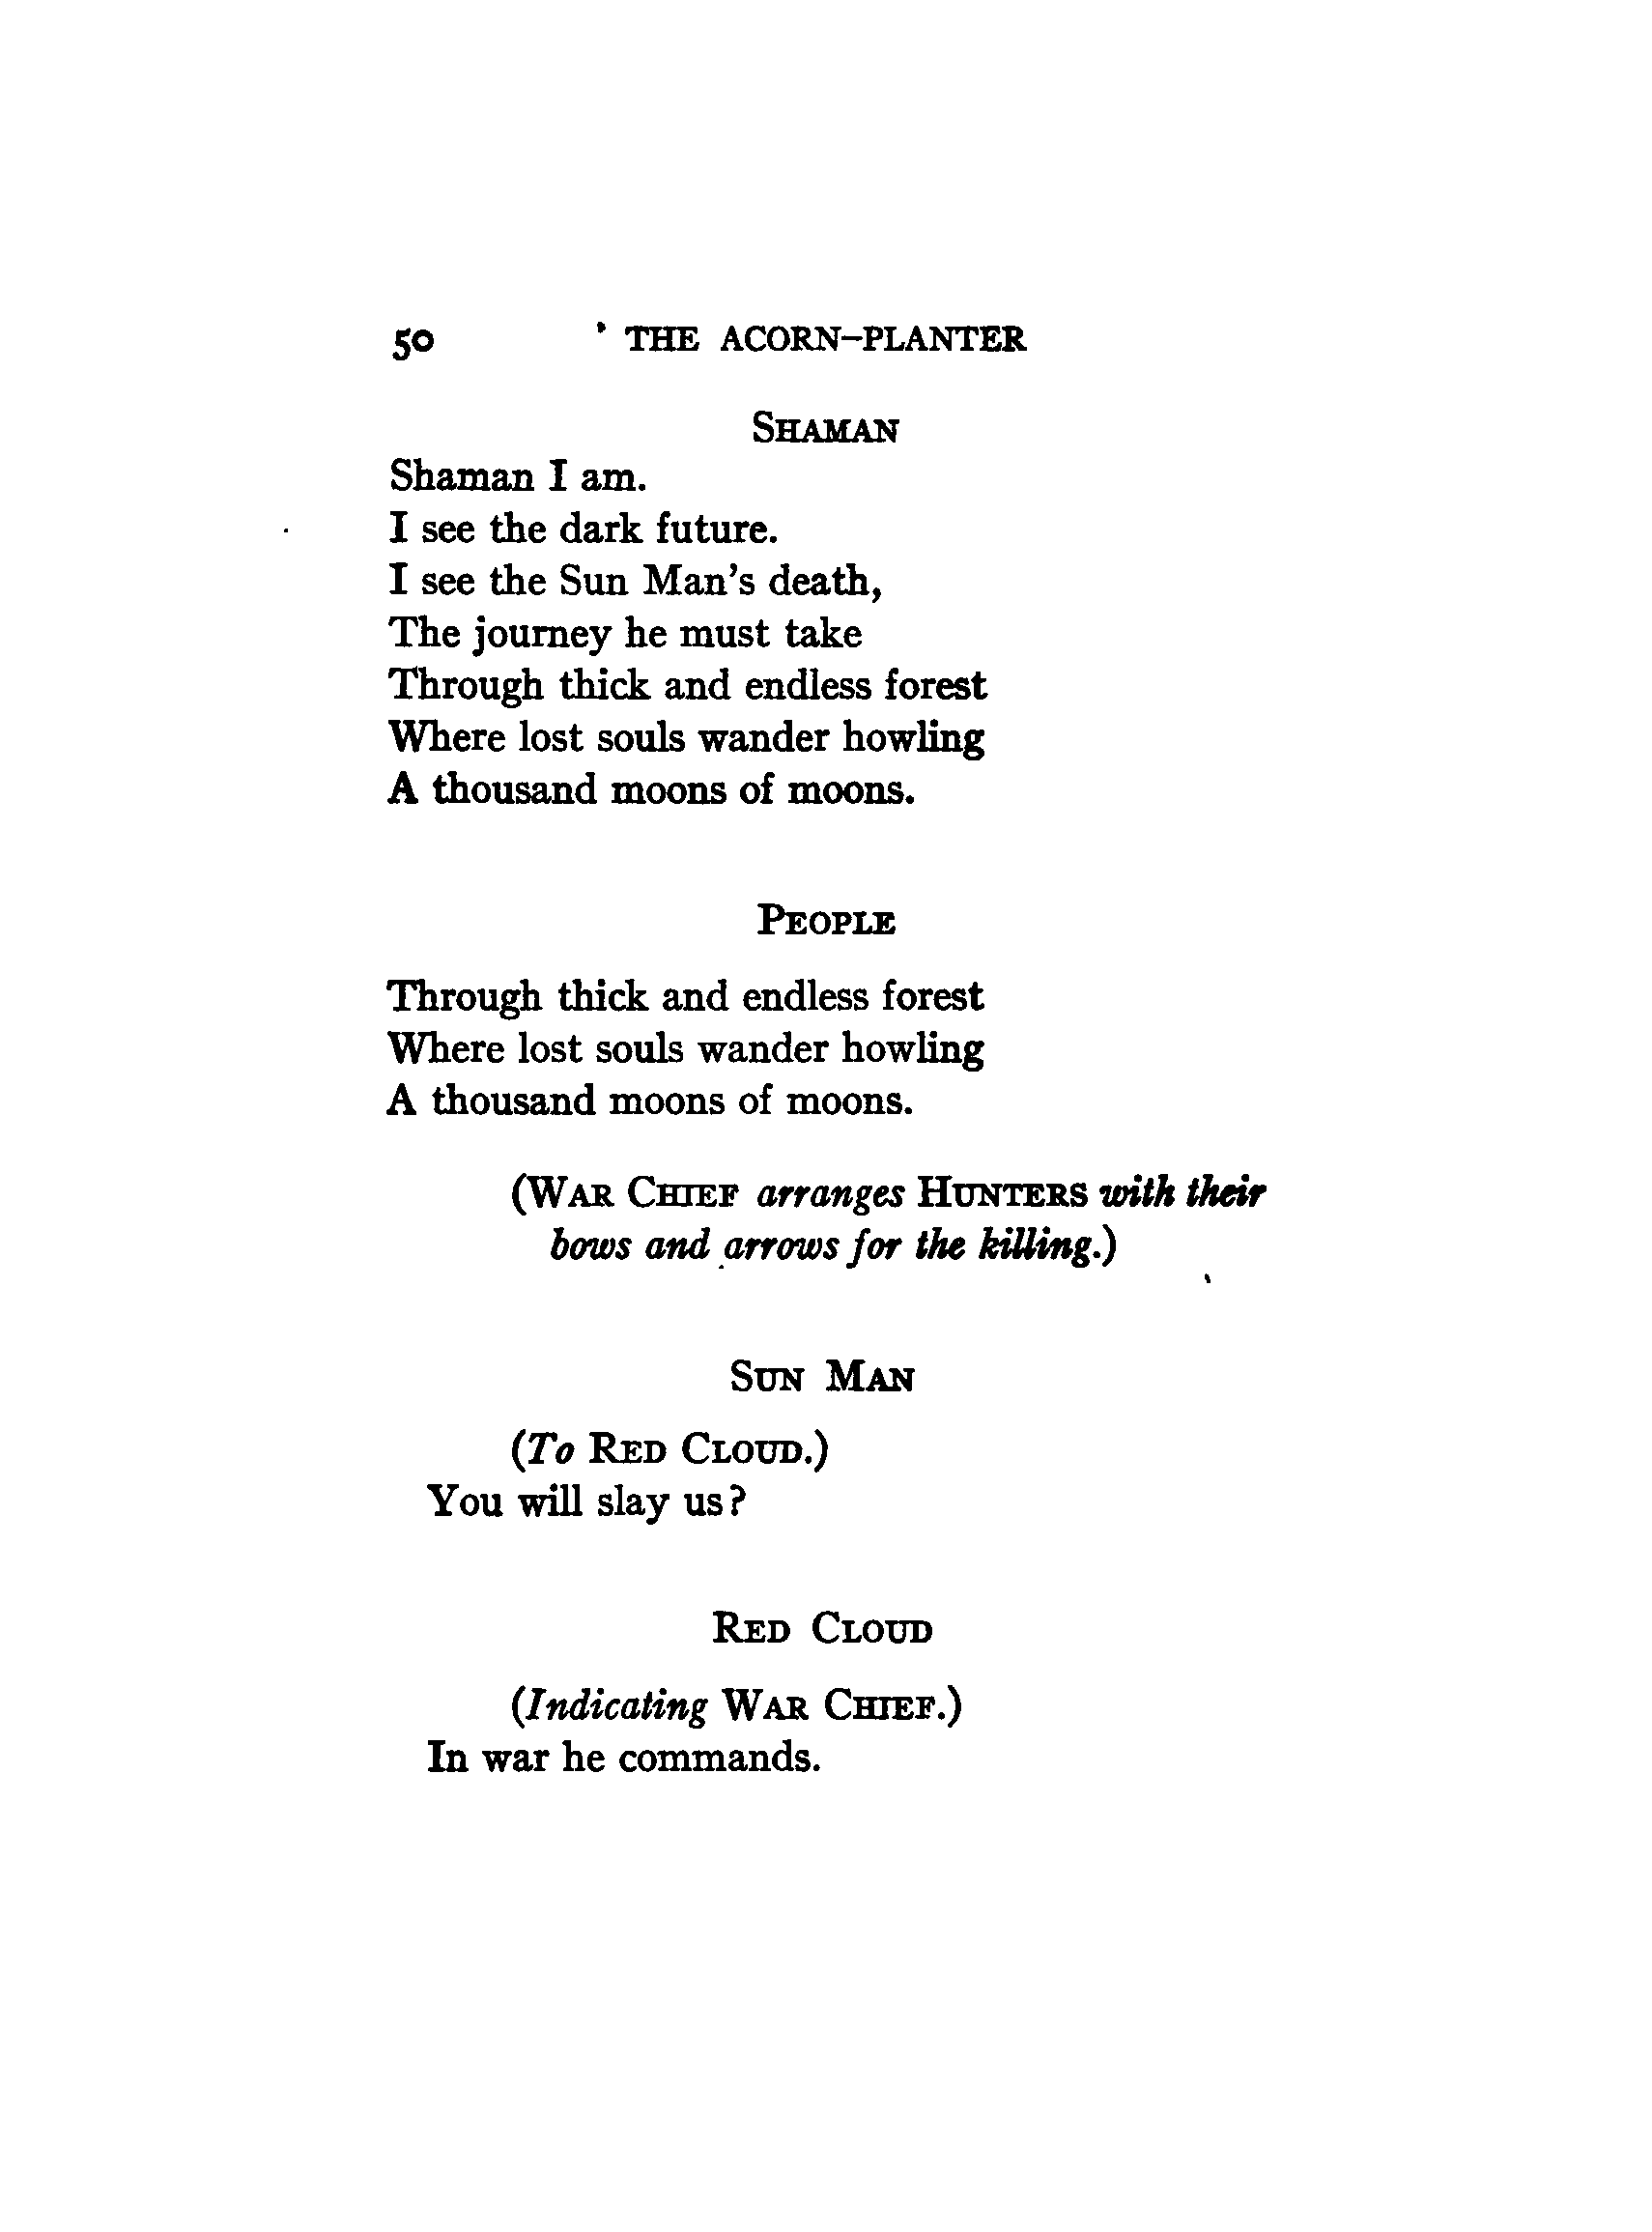 50 THE ACORN-PLANTER
SHAMAN
Shaman I am.
I see the dark future.
I see the Sun Man's death,
The journey he must take
Through thick and endless forest
Where lost souls wander howling
A thousand moons of moons.
PEOPLE
Through thick and endless forest
Where lost souls wander howling
A thousand moons of moons.
(WAR CHIEF arranges HUNTERS with their
bows and arrows for the killing.)
SUN MAN
(To RED CLOUD.)
You will slay us?
RED CLOUD
(Indicating WAR CHIEF.)
In war he commands.